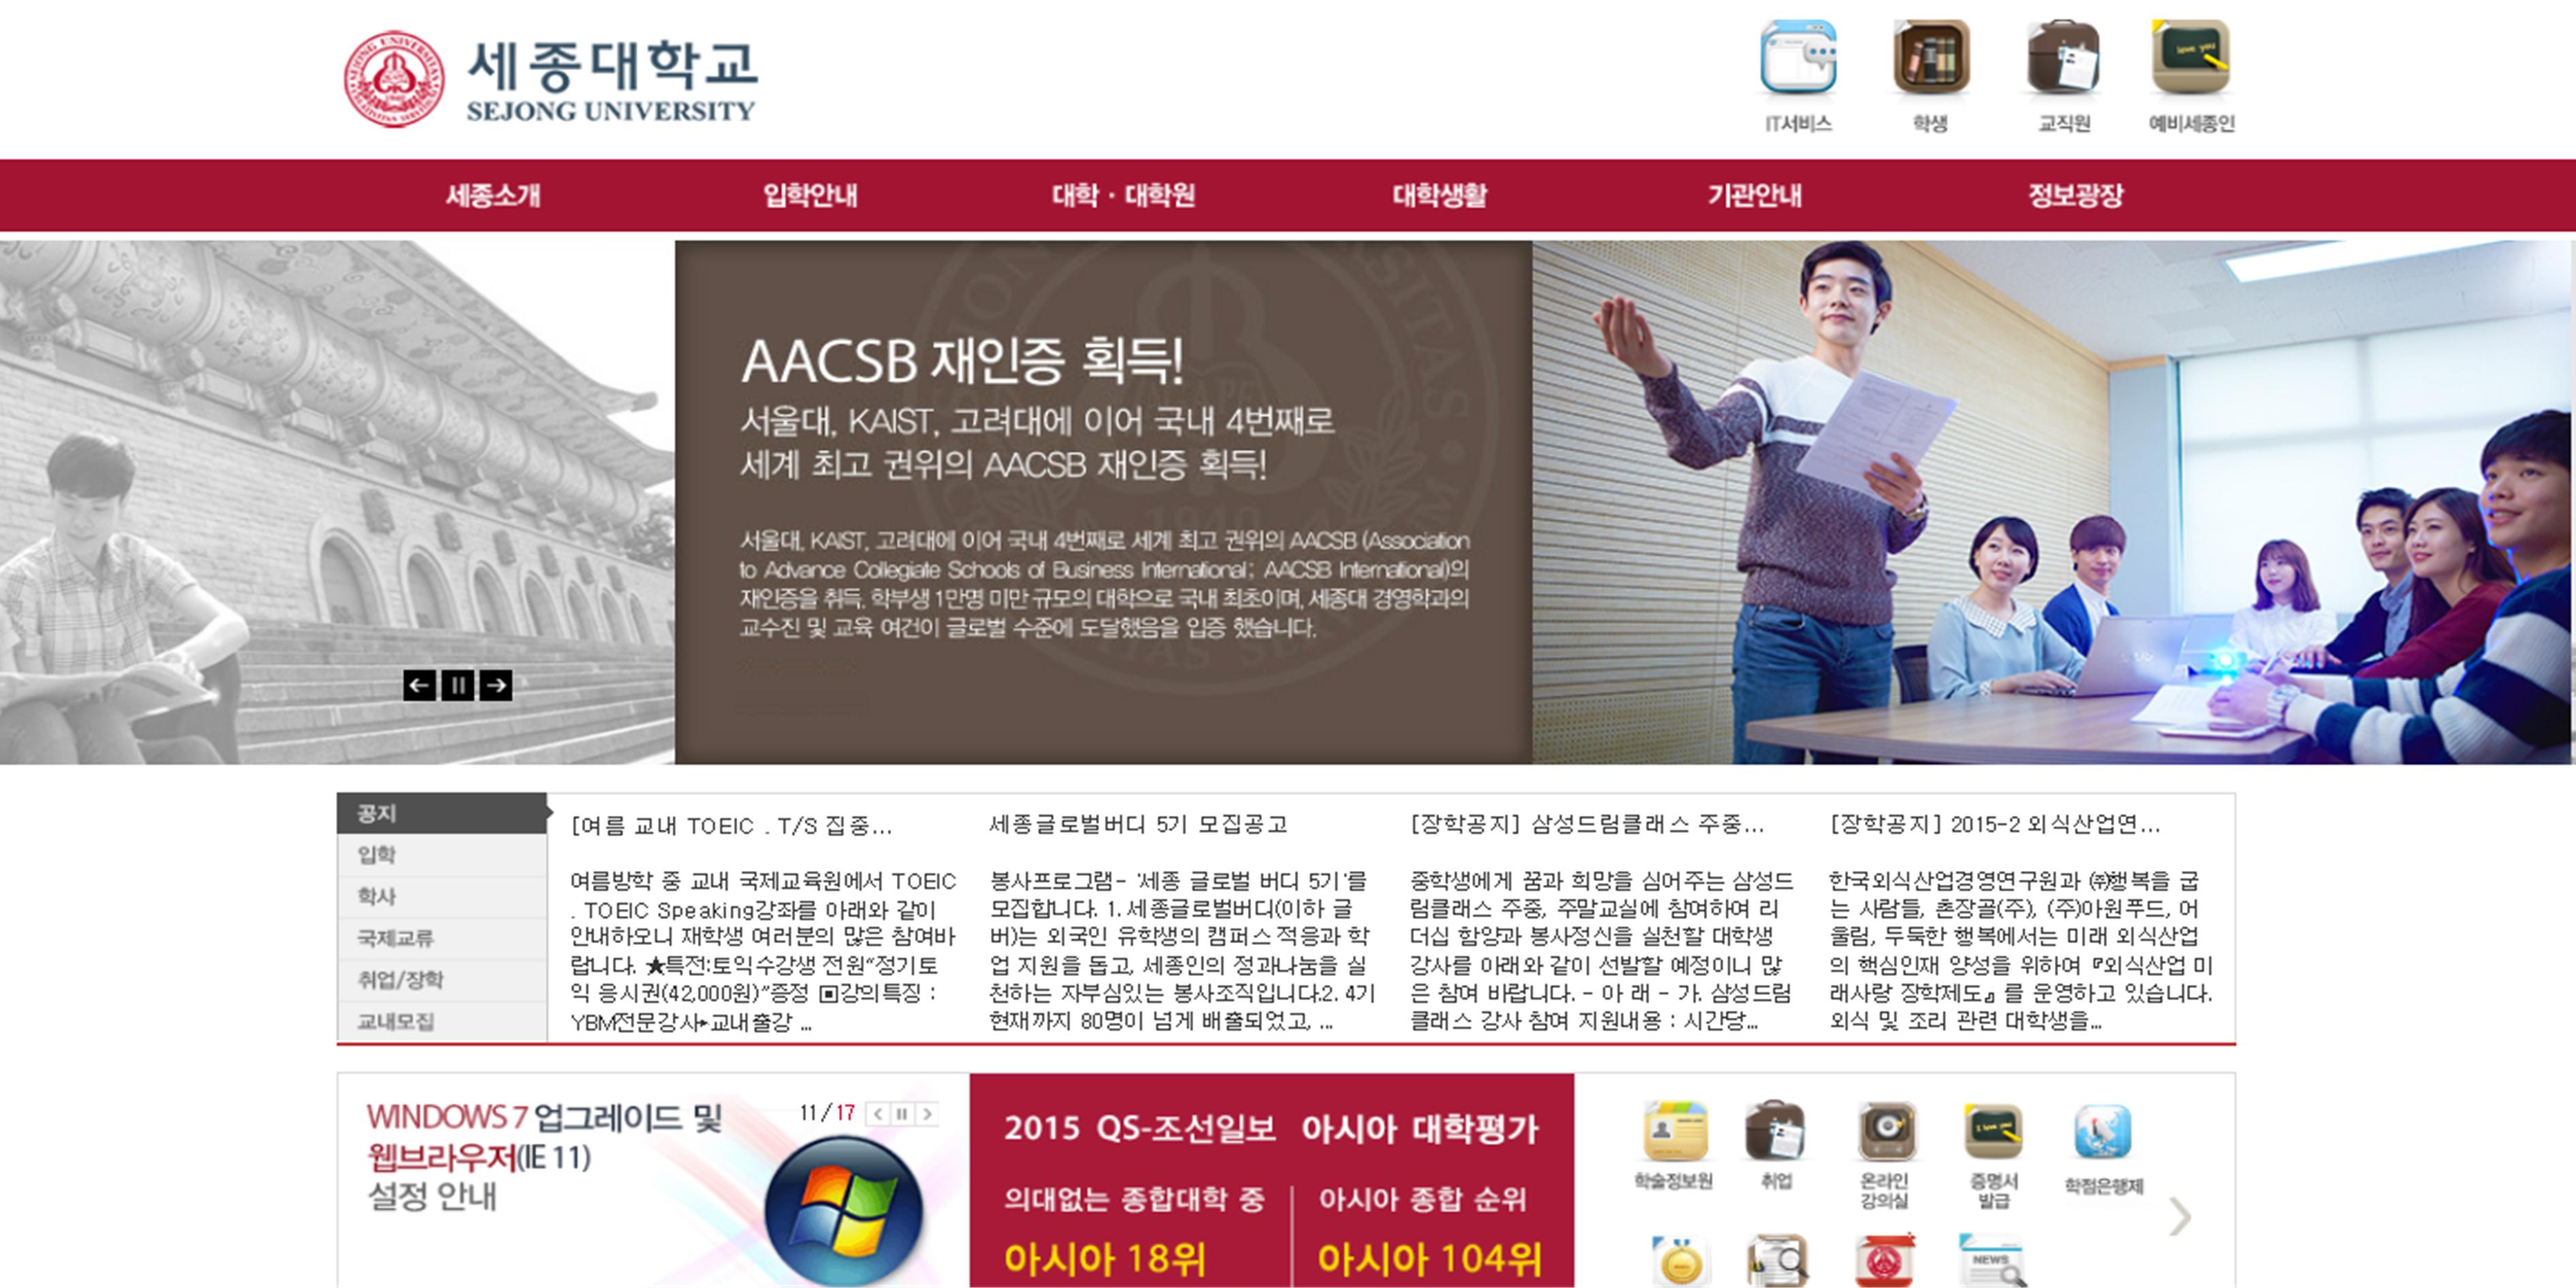 세종대학교
SEJONG UNIVERSITY
IT서비스
학생
교직원
예비세종인
세종소개
입학안내
대학 · 대학원
대학생활
기관안내
정보광장
AACSB 재인증 획득!
서울대, KAIST, 고려대에 이어 국내 4번째로
세계 최고 권위의 AACSB 재인증 획득!
서울대, KAIST, 고려대에 이어 국내 4번째로 세계 최고 권위의 AACSB (Association
to Advance Collegiate Schools of Business International; AACSB International)의
재인증을 취득. 학부생 1만명 미만 규모의 대학으로 국내 최초이며, 세종대 경영학과의
교수진 및 교육 여건이 글로벌 수준에 도달했음을 입증 했습니다.
공지
입학
학사
국제교류
취업/장학
교내모집
[여름 교내 TOEIC . T/S 집중...
여름방학 중 교내 국제교육원에서 TOEIC
. TOEIC Speaking강좌를 아래와 같이
안내하오니 재학생 여러분의 많은 참여바
랍니다. ★특전:토익수강생 전원"정기토
익 응시권(42,000원)"증정 ▣강의특징 :
YBM전문강사▸교내출강 ...
세종글로벌버디 5기 모집공고
봉사프로그램- '세종 글로벌 버디 5기'를
모집합니다. 1. 세종글로벌버디(이하 글
버)는 외국인 유학생의 캠퍼스 적응과 학
업 지원을 돕고, 세종인의 정과나눔을 실
천하는 자부심있는 봉사조직입니다.2. 4기
현재까지 80명이 넘게 배출되었고, ...
[장학공지] 삼성드림클래스 주중...
중학생에게 꿈과 희망을 심어주는 삼성드
림클래스 주중, 주말교실에 참여하여 리
더십 함양과 봉사정신을 실천할 대학생
강사를 아래와 같이 선발할 예정이니 많
은 참여 바랍니다. - 아 래 - 가. 삼성드림
클래스 강사 참여 지원내용 : 시간당...
[장학공지] 2015-2 외식산업연...
한국외식산업경영연구원과 ㈜행복을 굽
는 사람들, 촌장골(주), (주)아원푸드, 어
울림, 두둑한 행복에서는 미래 외식산업
의 핵심인재 양성을 위하여 『외식산업 미
래사랑 장학제도』를 운영하고 있습니다.
외식 및 조리 관련 대학생을...
WINDOWS 7 업그레이드 및
웹브라우저(IE 11)
설정 안내
11/17
2015 QS-조선일보 아시아 대학평가
의대없는 종합대학 중
아시아 18위
아시아 종합 순위
아시아 104위
학술정보원
취업
온라인
강의실
증명서
발급
학점은행제
NEWS